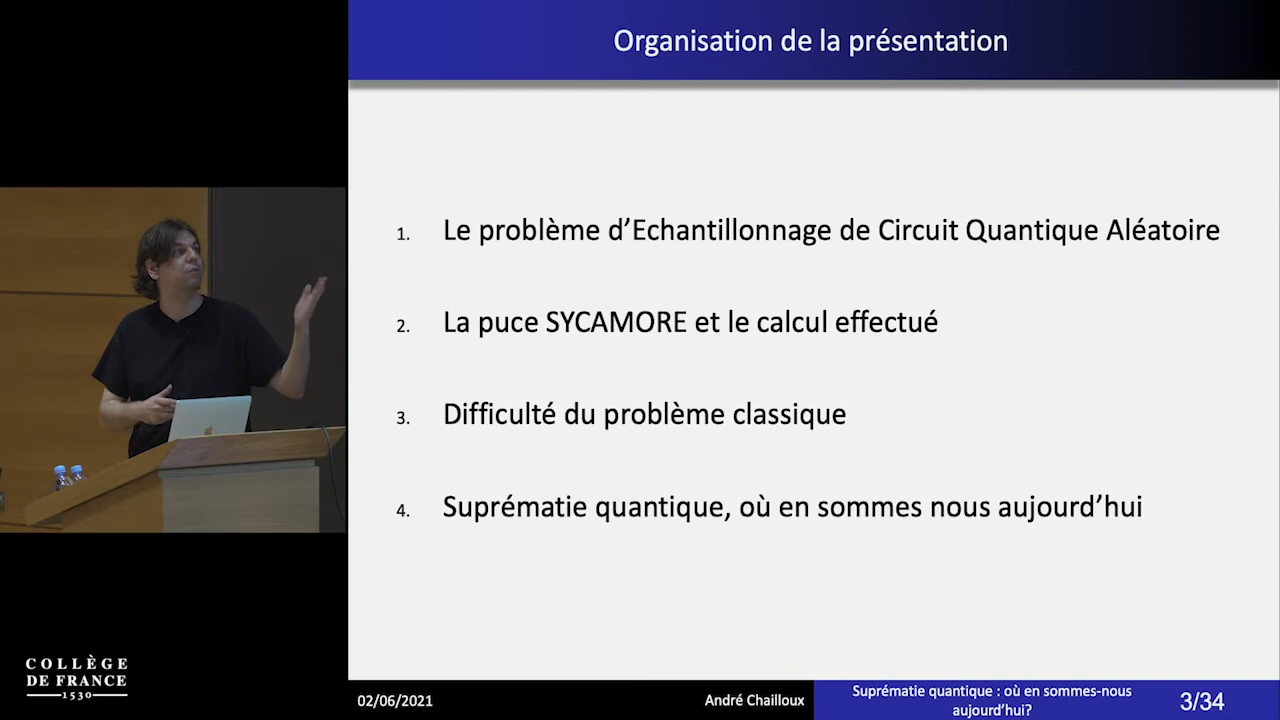 Organisation de la présentation
1. Le problème d’Echantillonnage de Circuit Quantique Aléatoire
2. La puce SYCAMORE et le calcul effectué
3. Difficulté du problème classique
4. Suprématie quantique, où en sommes nous aujourd’hui
COLLÈGE
DE FRANCE
1530
02/06/2021
André Chailloux
Suprématie quantique : où en sommes-nous
aujourd’hui?
3/34